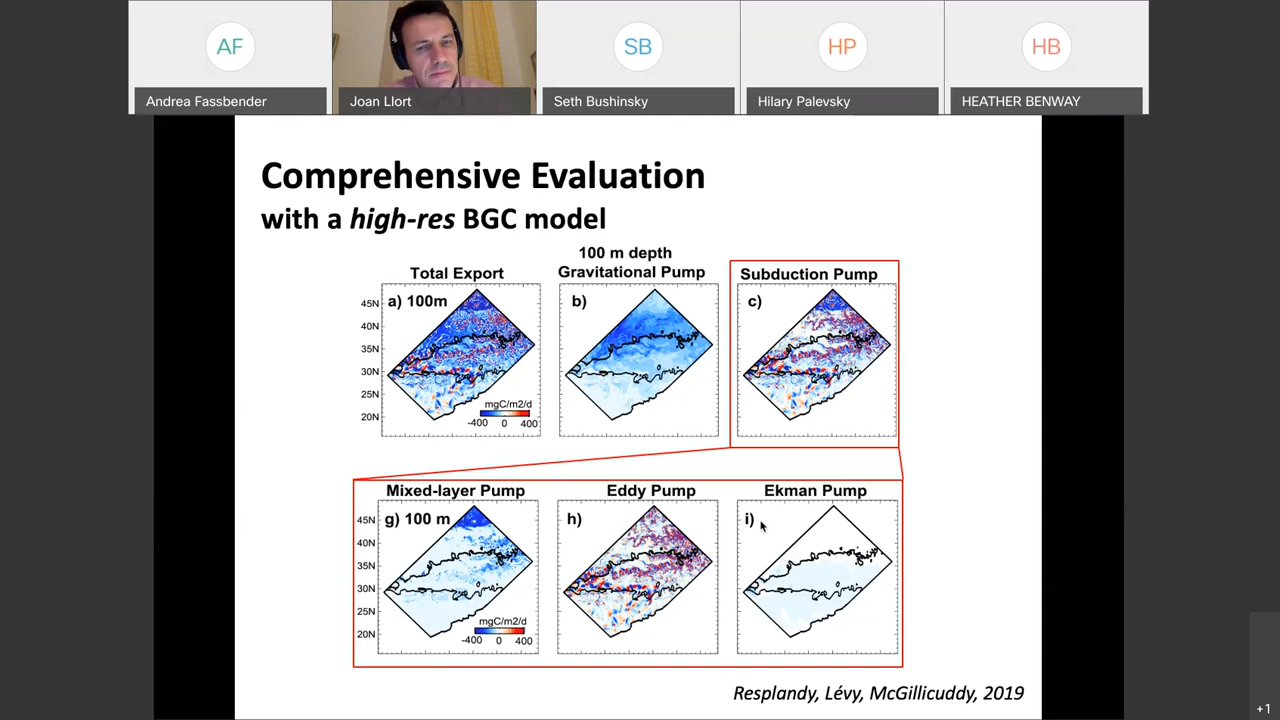 AF
SB
HP
HB
Andrea Fassbender
Joan Llort
Seth Bushinsky
Hilary Palevsky
HEATHER BENWAY
Comprehensive Evaluation
with a high-res BGC model
100 m depth
Total Export
Gravitational Pump
Subduction Pump
a) 100m
b)
c)
45N
40N
35N
30N
25N
20N
mgC/m2/d
-400 0 400
Mixed-layer Pump
Eddy Pump
Ekman Pump
g) 100 m
h)
i)
45N
40N
35N
30N
25N
20N
mgC/m2/d
-400 0 400
Resplandy, Lévy, McGillicuddy, 2019
+1